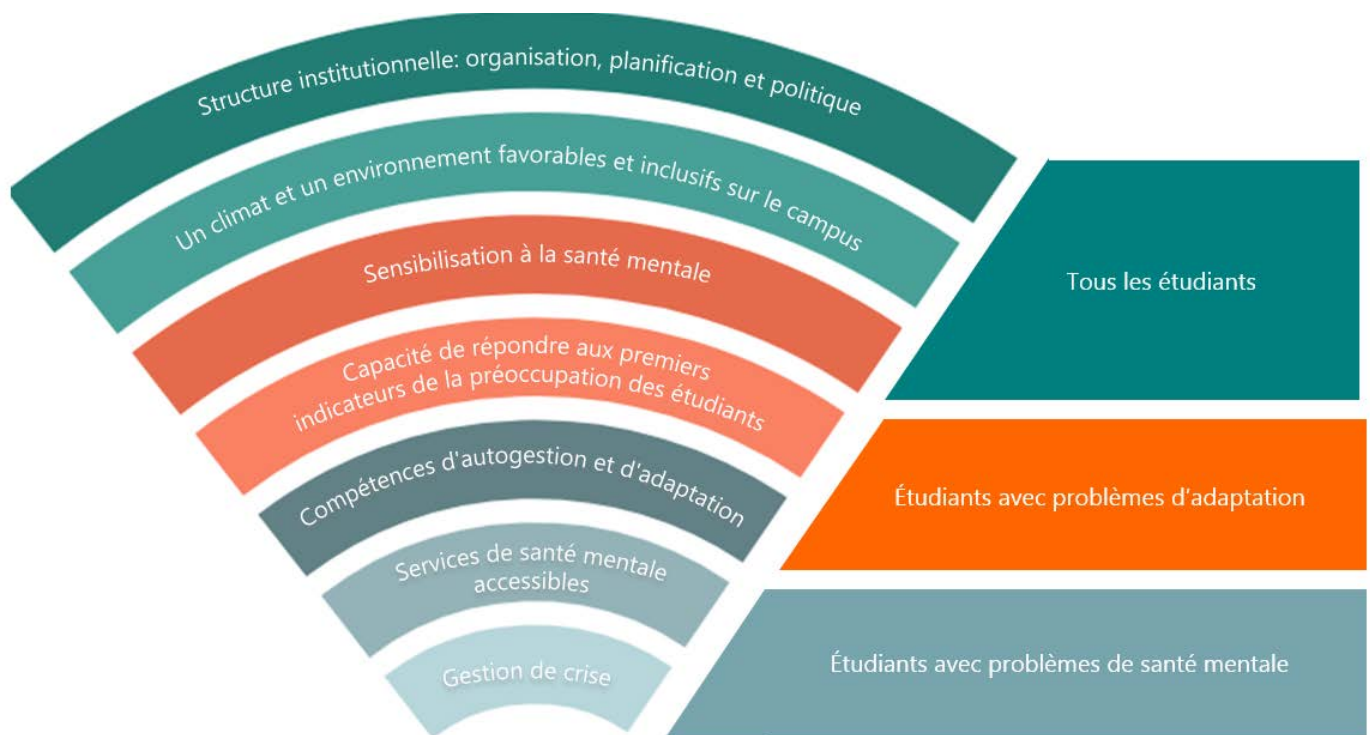 Structure institutionnelle: organisation, planification et politique
Un climat et un environnement favorables et inclusifs sur le campus
Sensibilisation à la santé mentale
Capacité de répondre aux premiers
indicateurs de la préoccupation des étudiants
Compétences d'autogestion et d'adaptation
Services de santé mentale
accessibles
Gestion de crise
Tous les étudiants
Étudiants avec problèmes d'adaptation
Étudiants avec problèmes de santé mentale